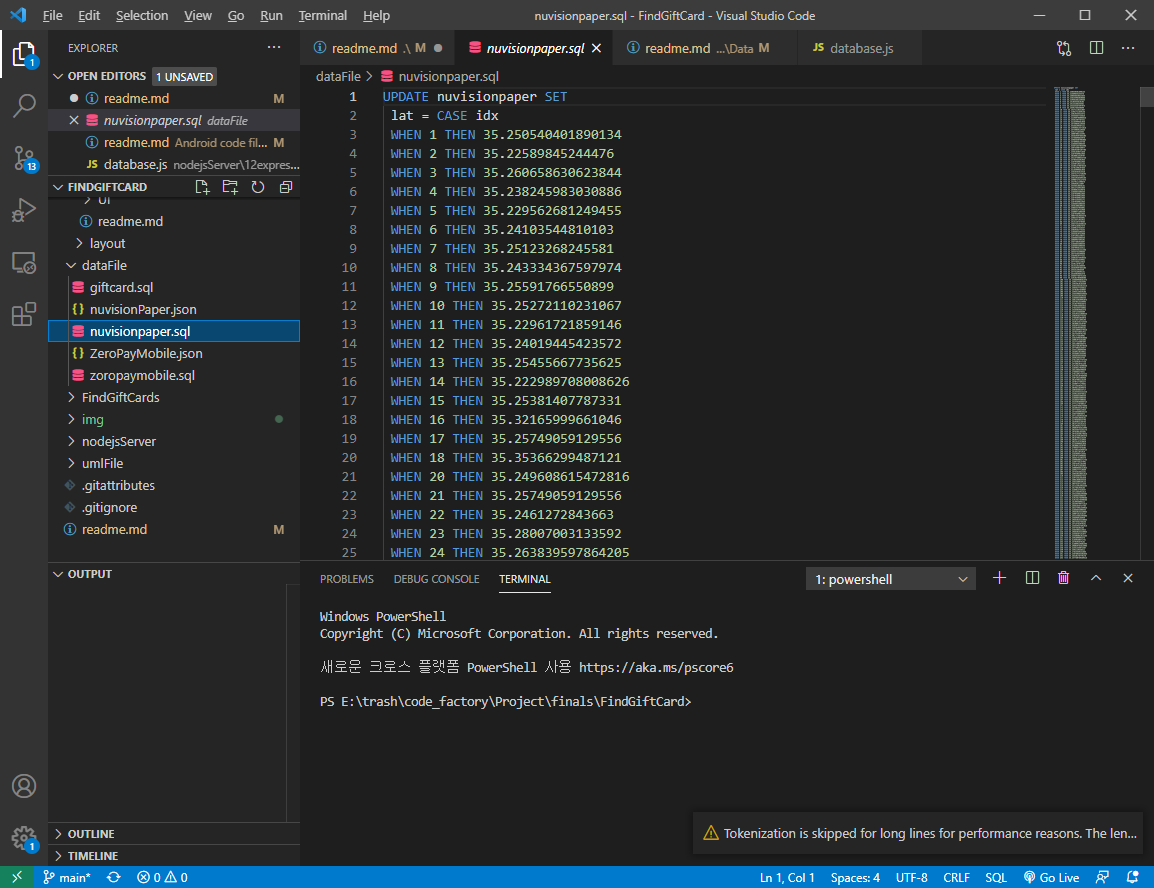 File Edit Selection View Go Run Terminal Help nuvisionpaper.sql - FindGiftCard - Visual Studio Code
EXPLORER
OPEN EDITORS 1 UNSAVED
readme.md M
nuvisionpaper.sql dataFile
readme.md Android code fil... M
JS database.js nodejsServer\12expres...
FINDGIFTCARD
UI
readme.md
layout
dataFile
giftcard.sql
{} nuvisionPaper.json
nuvisionpaper.sql
{} ZeroPayMobile.json
zoropaymobile.sql
FindGiftCards
img
nodejsServer
umlFile
.gitattributes
.gitignore
readme.md M
OUTPUT
OUTLINE
TIMELINE
1
13
1
readme.md .\ M
nuvisionpaper.sql
readme.md ...\Data M
JS database.js
dataFile > nuvisionpaper.sql
1 UPDATE nuvisionpaper SET
2 lat = CASE idx
3 WHEN 1 THEN 35.250540401890134
4 WHEN 2 THEN 35.22589845244476
5 WHEN 3 THEN 35.260658630623844
6 WHEN 4 THEN 35.238245983030886
7 WHEN 5 THEN 35.229562681249455
8 WHEN 6 THEN 35.24103544810103
9 WHEN 7 THEN 35.25123268245581
10 WHEN 8 THEN 35.243334367597974
11 WHEN 9 THEN 35.25591766550899
12 WHEN 10 THEN 35.25272110231067
13 WHEN 11 THEN 35.22961721859146
14 WHEN 12 THEN 35.24019445423572
15 WHEN 13 THEN 35.25455667735625
16 WHEN 14 THEN 35.222989708008626
17 WHEN 15 THEN 35.25381407787331
18 WHEN 16 THEN 35.32165999661046
19 WHEN 17 THEN 35.25749059129556
20 WHEN 18 THEN 35.35366299487121
21 WHEN 20 THEN 35.249608615472816
22 WHEN 21 THEN 35.25749059129556
23 WHEN 22 THEN 35.2461272843663
24 WHEN 23 THEN 35.28007003133592
25 WHEN 24 THEN 35.263839597864205
PROBLEMS DEBUG CONSOLE TERMINAL 1: powershell
Windows PowerShell
Copyright (C) Microsoft Corporation. All rights reserved.
새로운 크로스 플랫폼 PowerShell 사용 https://aka.ms/pscore6
PS E:\trash\code_factory\Project\finals\FindGiftCard>
Tokenization is skipped for long lines for performance reasons. The len...
main* 0 0 Ln 1, Col 1 Spaces: 4 UTF-8 CRLF SQL Go Live